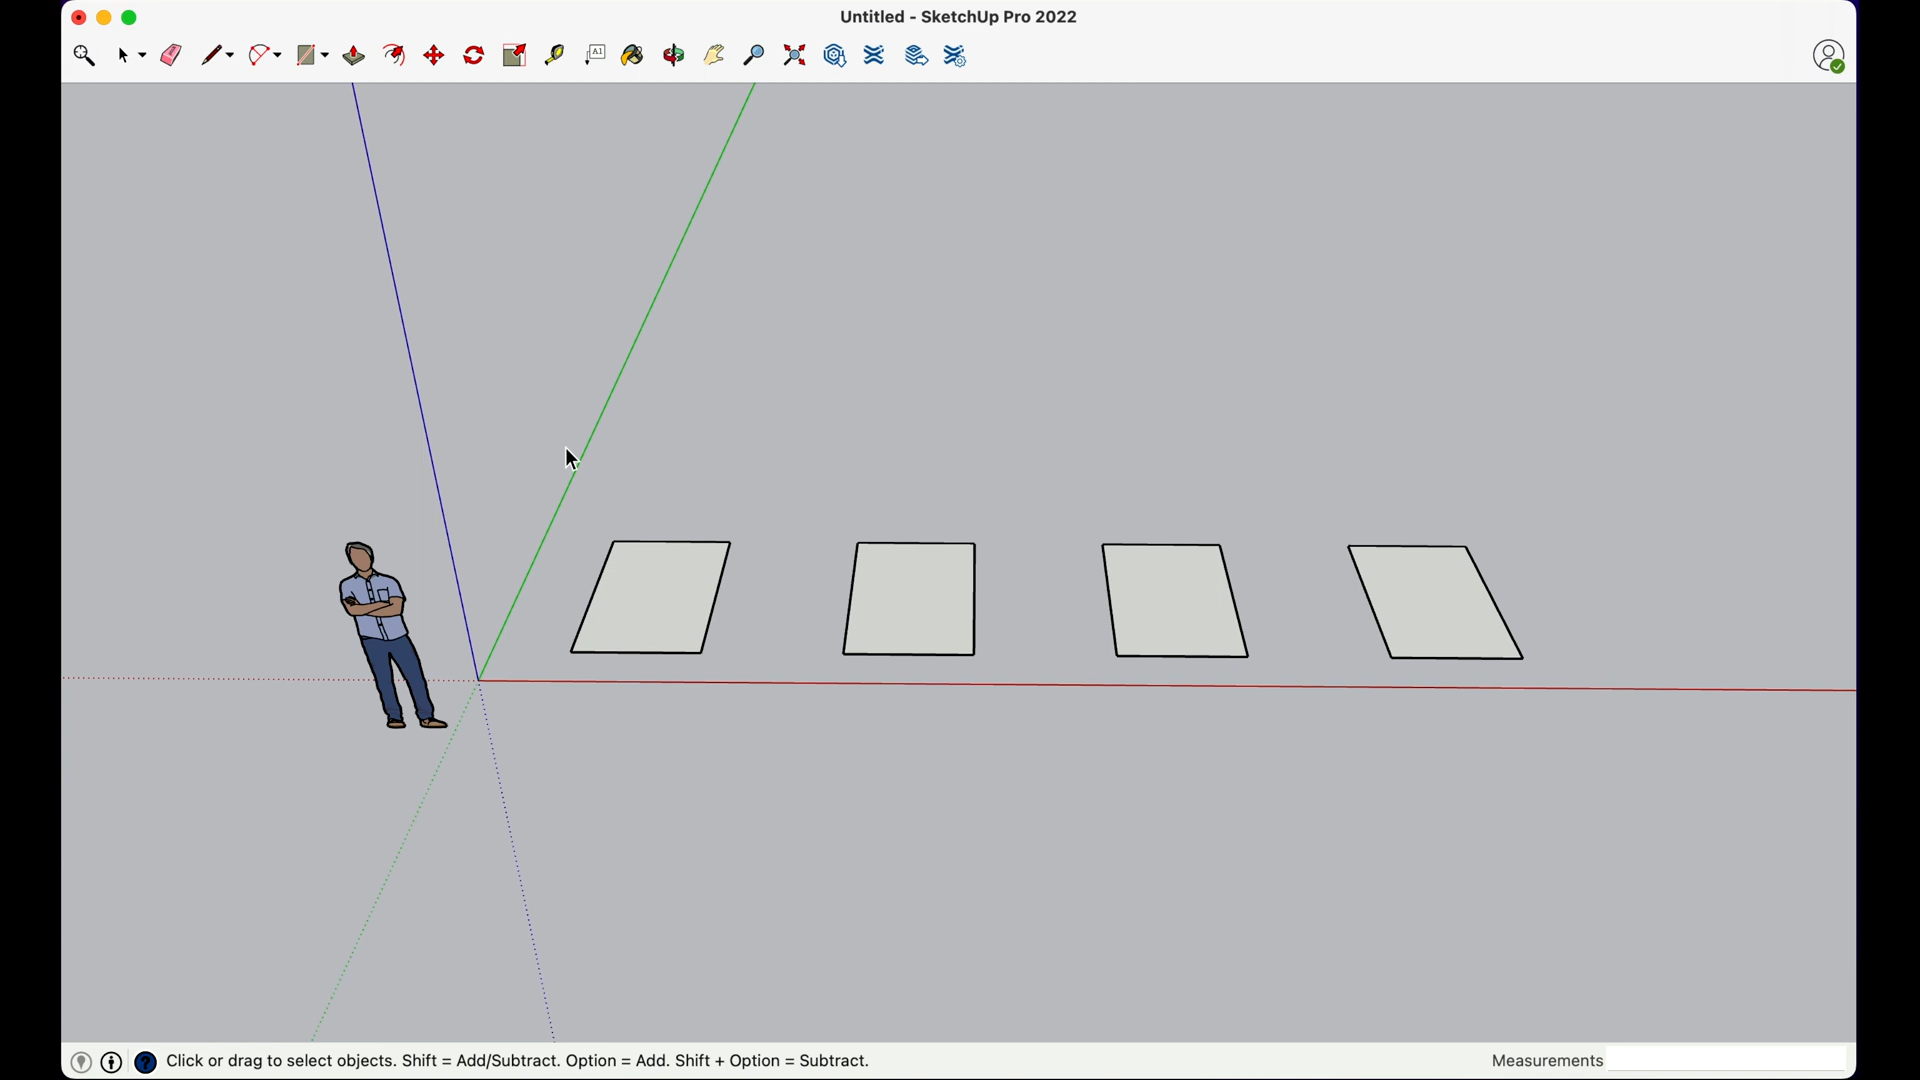 Untitled - SketchUp Pro 2022
A1
Click or drag to select objects. Shift = Add/Subtract. Option = Add. Shift + Option = Subtract.
Measurements